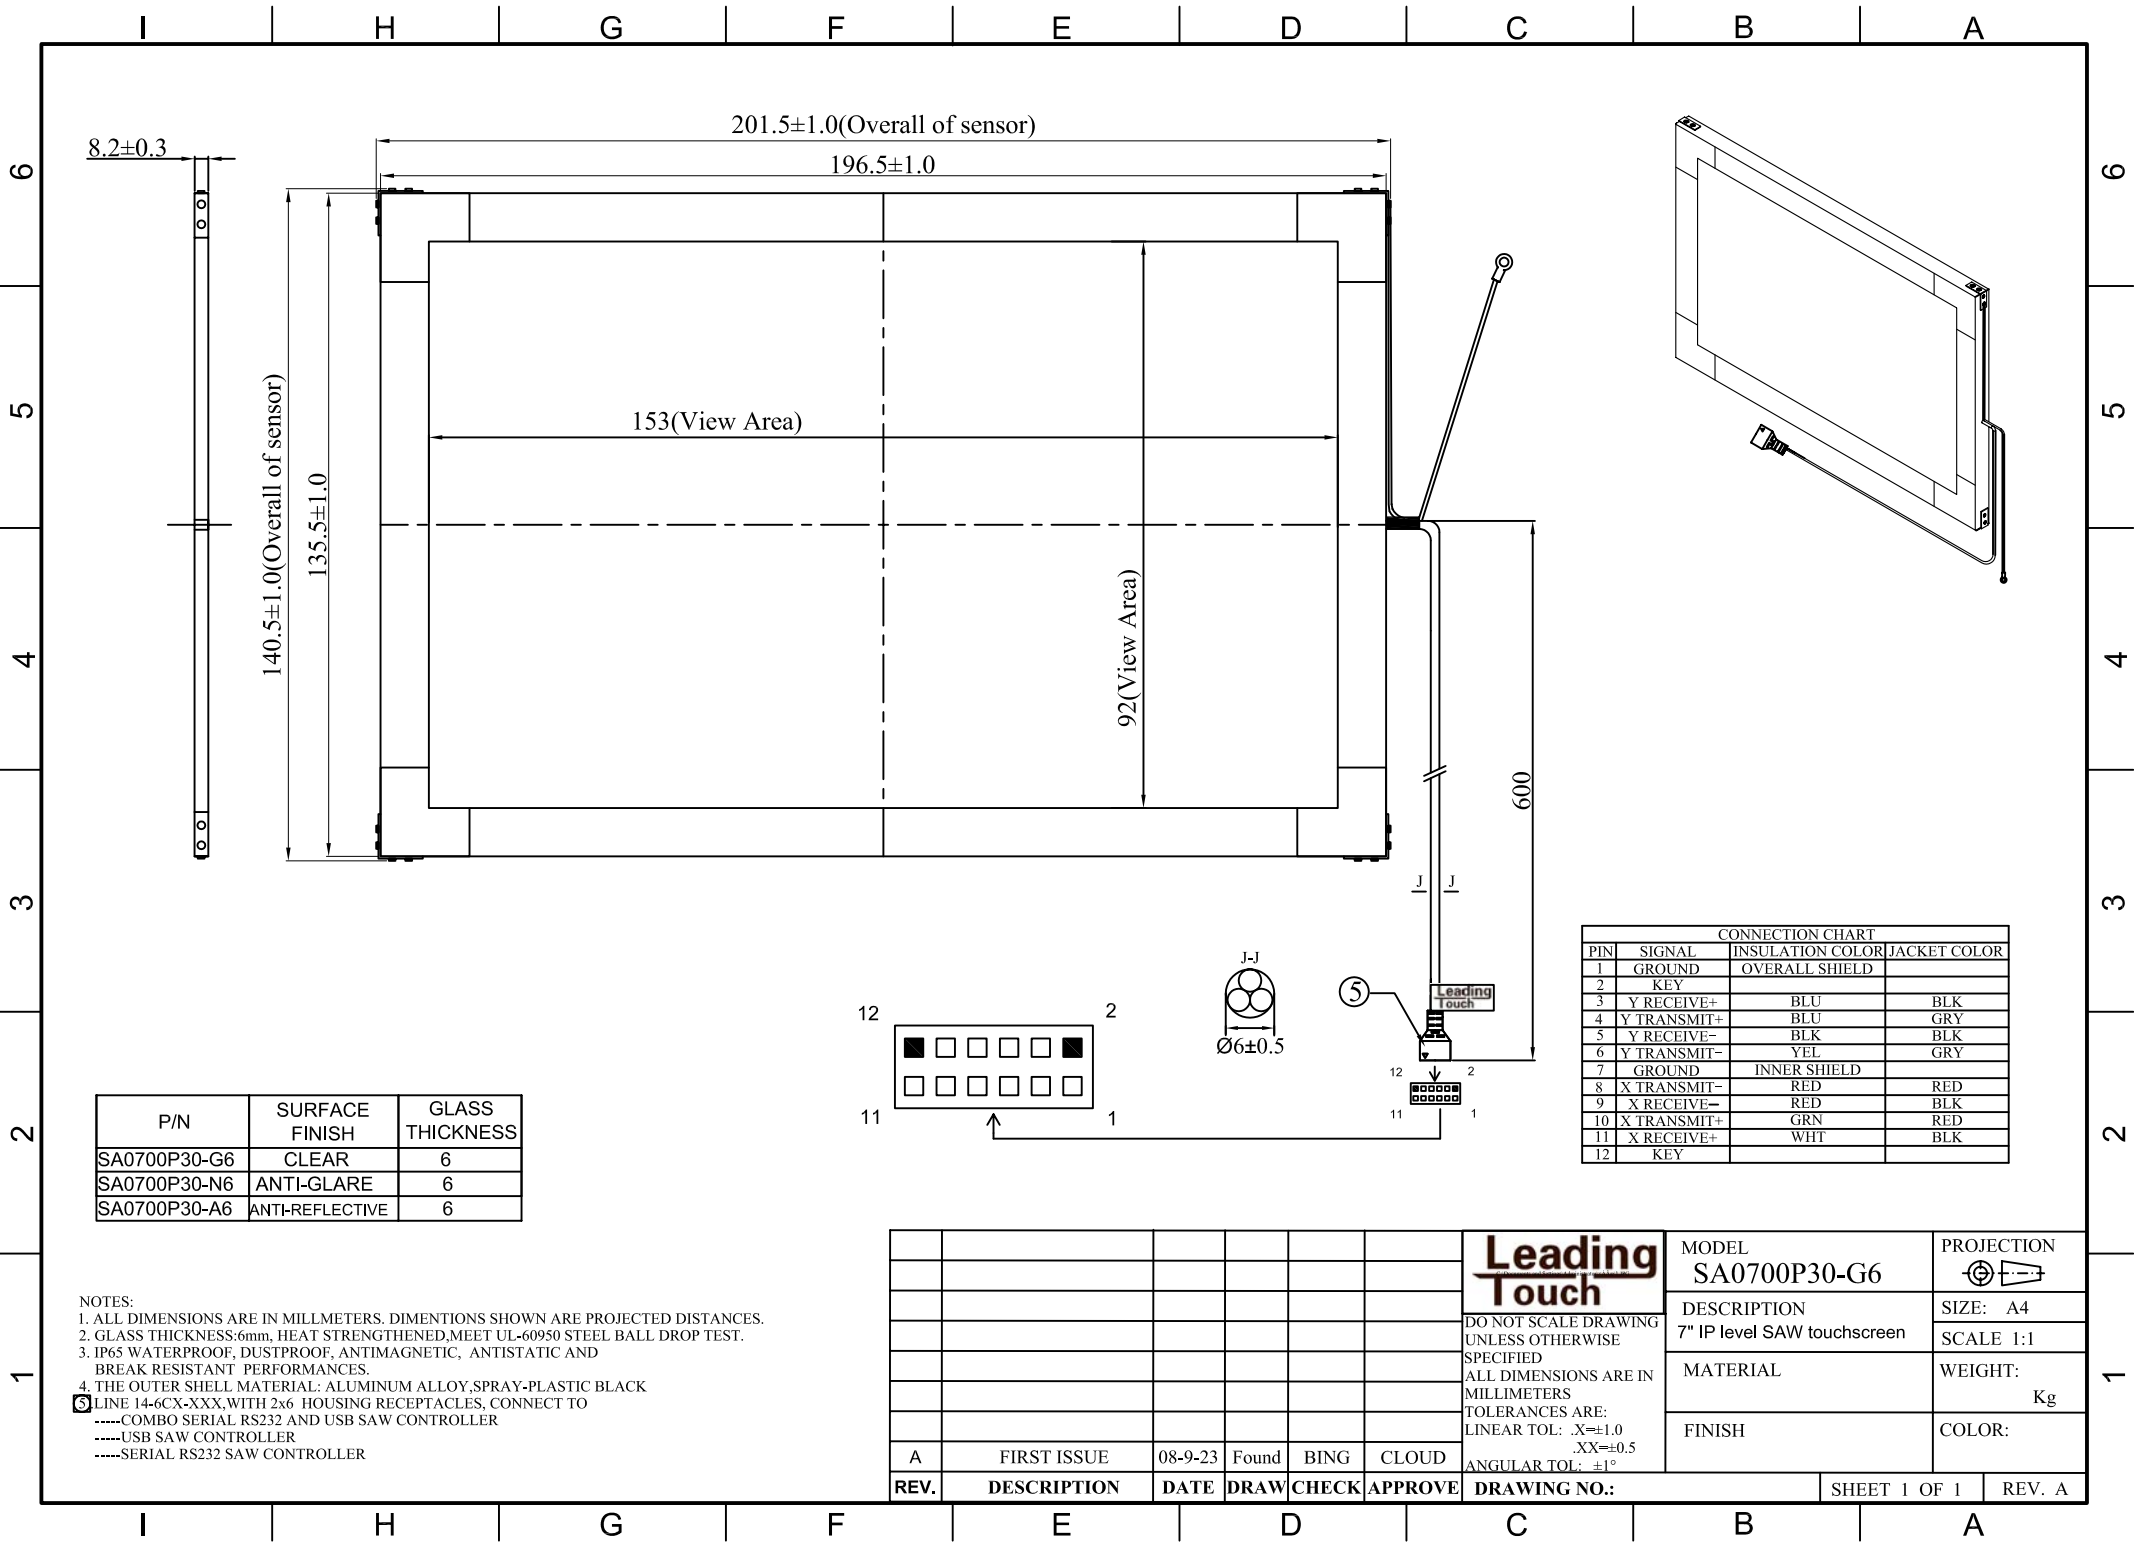 I H G F E D C B A
6 6
5 5
4 4
3 3
2 2
1 1
8.2±0.3
201.5±1.0(Overall of sensor)
196.5±1.0
140.5±1.0(Overall of sensor)
135.5±1.0
153(View Area)
92(View Area)
600
J J
J-J
Ø6±0.5
5
Leading
Touch
12 2
11 1
12 2
11 1
CONNECTION CHART
PIN SIGNAL INSULATION COLOR JACKET COLOR
1 GROUND OVERALL SHIELD
2 KEY
3 Y RECEIVE+ BLU BLK
4 Y TRANSMIT+ BLU GRY
5 Y RECEIVE- BLK BLK
6 Y TRANSMIT- YEL GRY
7 GROUND INNER SHIELD
8 X TRANSMIT- RED RED
9 X RECEIVE- RED BLK
10 X TRANSMIT+ GRN RED
11 X RECEIVE+ WHT BLK
12 KEY
P/N SURFACE FINISH GLASS THICKNESS
SA0700P30-G6 CLEAR 6
SA0700P30-N6 ANTI-GLARE 6
SA0700P30-A6 ANTI-REFLECTIVE 6
NOTES:
1. ALL DIMENSIONS ARE IN MILLMETERS. DIMENTIONS SHOWN ARE PROJECTED DISTANCES.
2. GLASS THICKNESS:6mm, HEAT STRENGTHENED,MEET UL-60950 STEEL BALL DROP TEST.
3. IP65 WATERPROOF, DUSTPROOF, ANTIMAGNETIC, ANTISTATIC AND
BREAK RESISTANT PERFORMANCES.
4. THE OUTER SHELL MATERIAL: ALUMINUM ALLOY,SPRAY-PLASTIC BLACK
5.LINE 14-6CX-XXX,WITH 2x6 HOUSING RECEPTACLES, CONNECT TO
-----COMBO SERIAL RS232 AND USB SAW CONTROLLER
-----USB SAW CONTROLLER
-----SERIAL RS232 SAW CONTROLLER
A FIRST ISSUE 08-9-23 Found BING CLOUD
REV. DESCRIPTION DATE DRAW CHECK APPROVE
Leading
Touch
DO NOT SCALE DRAWING
UNLESS OTHERWISE
SPECIFIED
ALL DIMENSIONS ARE IN
MILLIMETERS
TOLERANCES ARE:
LINEAR TOL: .X=±1.0
.XX=±0.5
ANGULAR TOL: ±1°
DRAWING NO.:
MODEL
SA0700P30-G6
DESCRIPTION
7" IP level SAW touchscreen
MATERIAL
FINISH
PROJECTION
SIZE: A4
SCALE 1:1
WEIGHT:
Kg
COLOR:
SHEET 1 OF 1
REV. A
I H G F E D C B A